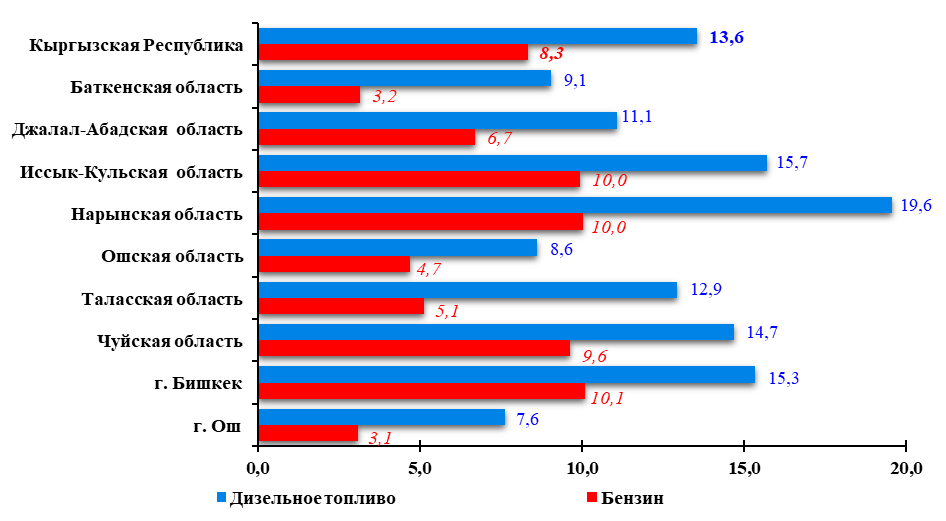 Кыргызская Республика
13,6
8,3
Баткенская область
9,1
3,2
Джалал-Абадская область
11,1
6,7
Иссык-Кульская область
15,7
10,0
Нарынская область
19,6
10,0
Ошская область
8,6
4,7
Таласская область
12,9
5,1
Чуйская область
14,7
9,6
г. Бишкек
15,3
10,1
г. Ош
7,6
3,1
0,0 5,0 10,0 15,0 20,0
Дизельное топливо Бензин